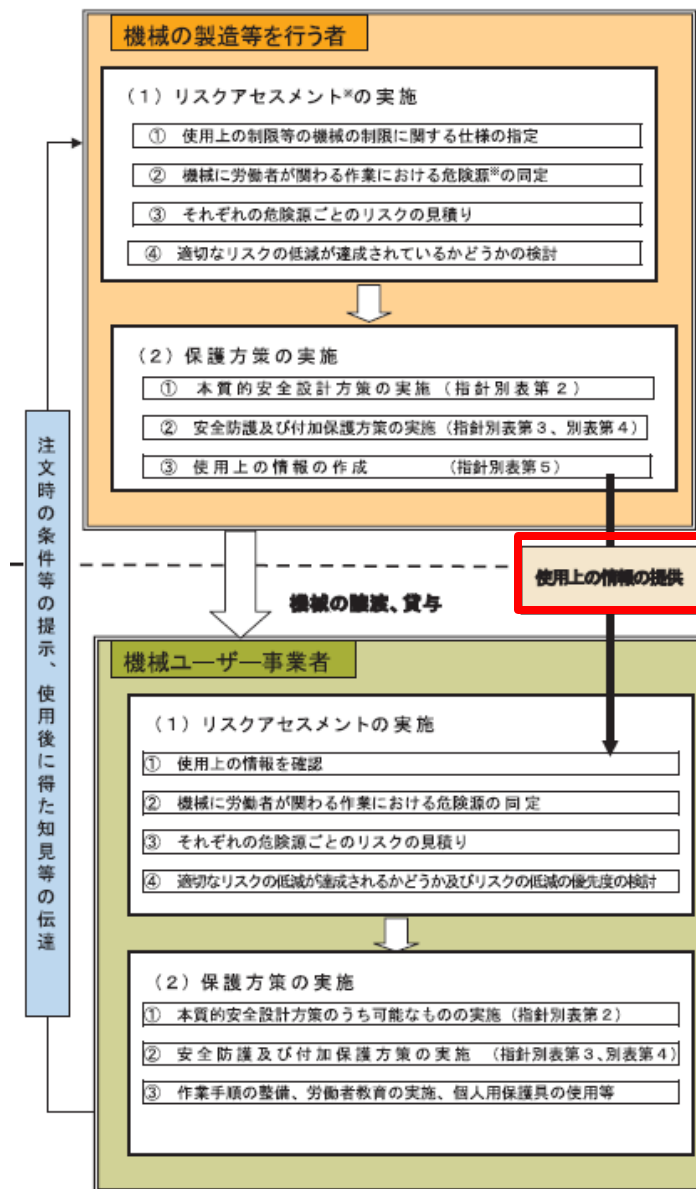 機械の製造等を行う者
(1)リスクアセスメント※の実施
① 使用上の制限等の機械の制限に関する仕様の指定
② 機械に労働者が関わる作業における危険源※の同定
③ それぞれの危険源ごとのリスクの見積り
④ 適切なリスクの低減が達成されているかどうかの検討
(2)保護方策の実施
① 本質的安全設計方策の実施(指針別表第2)
② 安全防護及び付加保護方策の実施(指針別表第3、別表第4)
③ 使用上の情報の作成 (指針別表第5)
注文時の条件等の提示、使用後に得た知見等の伝達
使用上の情報の提供
機械の譲渡、貸与
機械ユーザー事業者
(1)リスクアセスメントの実施
① 使用上の情報を確認
② 機械に労働者が関わる作業における危険源の同定
③ それぞれの危険源ごとのリスクの見積り
④ 適切なリスクの低減が達成されるかどうか及びリスクの低減の優先度の検討
(2)保護方策の実施
① 本質的安全設計方策のうち可能なものの実施(指針別表第2)
② 安全防護及び付加保護方策の実施 (指針別表第3、別表第4)
③ 作業手順の整備、労働者教育の実施、個人用保護具の使用等